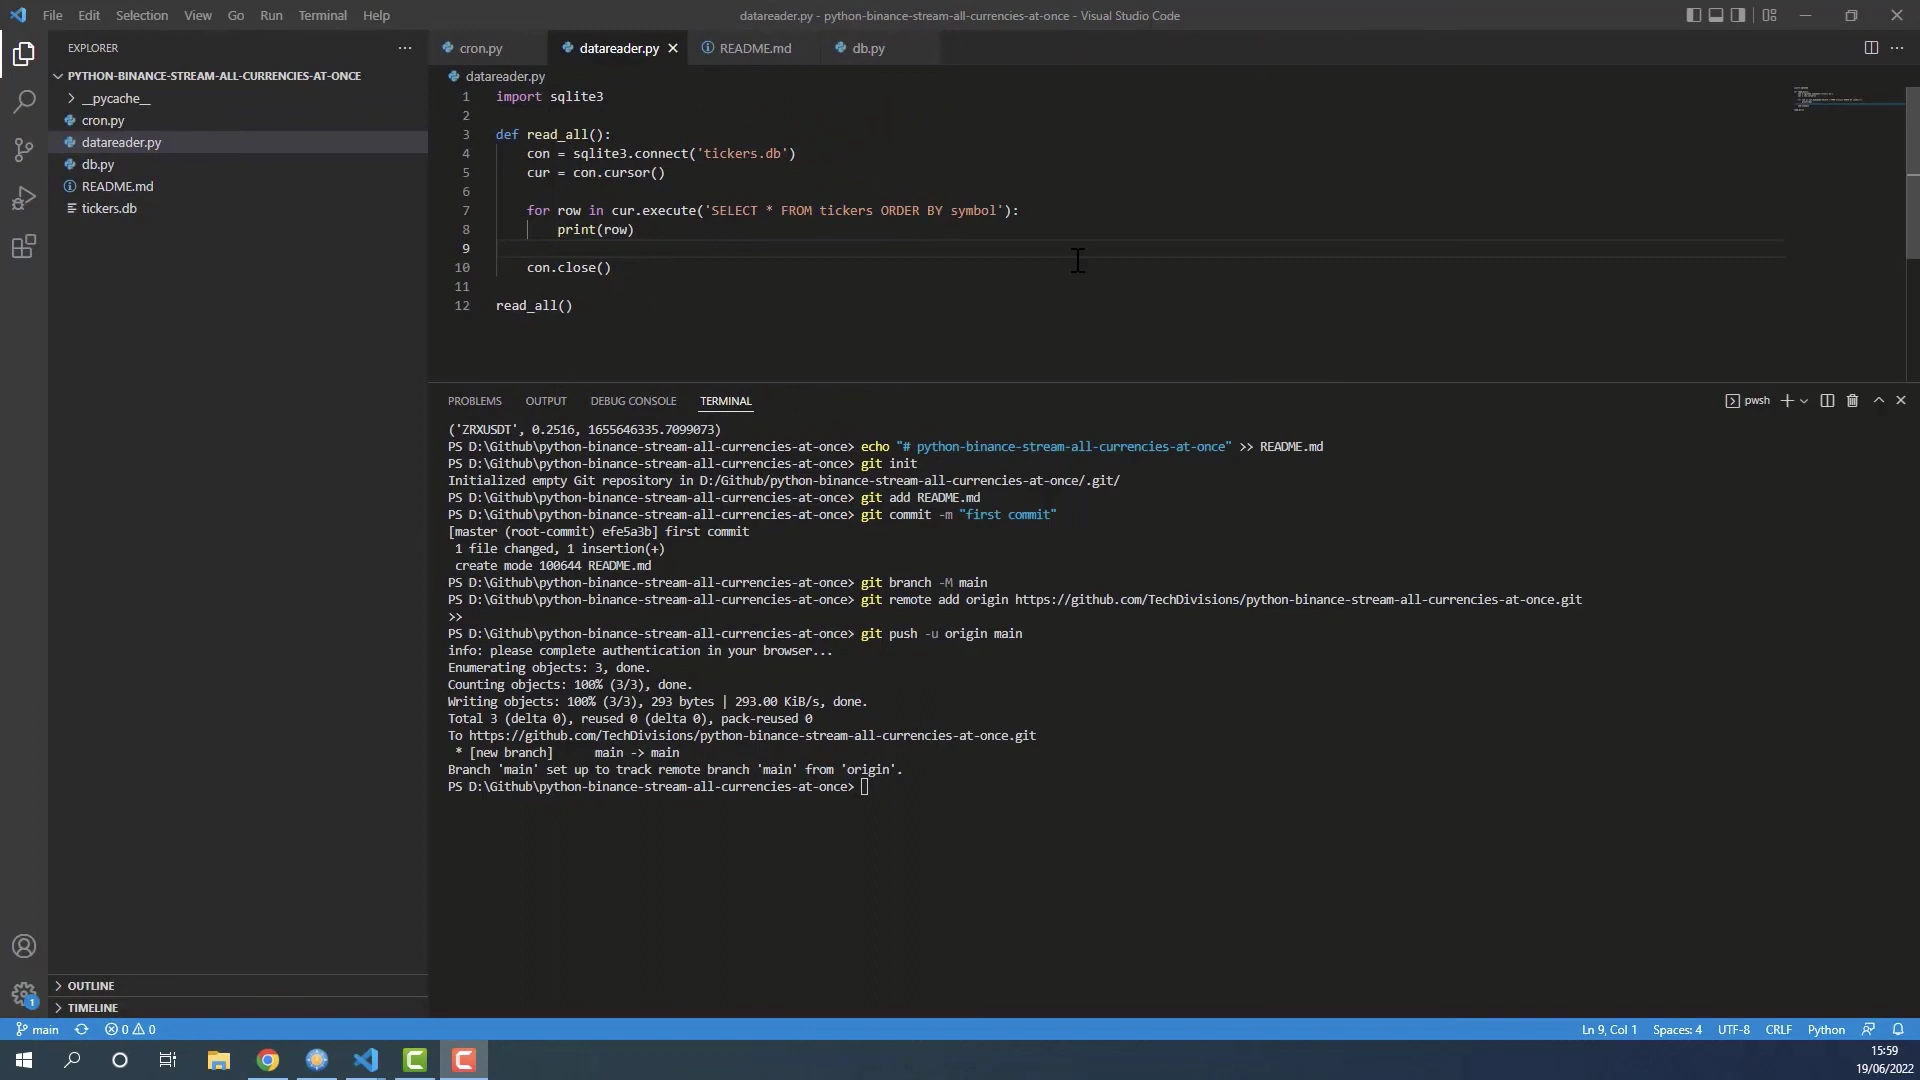 File Edit Selection View Go Run Terminal Help
datareader.py - python-binance-stream-all-currencies-at-once - Visual Studio Code
EXPLORER
PYTHON-BINANCE-STREAM-ALL-CURRENCIES-AT-ONCE
__pycache__
cron.py
datareader.py
db.py
README.md
tickers.db
OUTLINE
TIMELINE
cron.py datareader.py README.md db.py
datareader.py
1 import sqlite3
2
3 def read_all():
4 con = sqlite3.connect('tickers.db')
5 cur = con.cursor()
6
7 for row in cur.execute('SELECT * FROM tickers ORDER BY symbol'):
8 print(row)
9
10 con.close()
11
12 read_all()
PROBLEMS OUTPUT DEBUG CONSOLE TERMINAL
pwsh
('ZRXUSDT', 0.2516, 1655646335.7099073)
PS D:\Github\python-binance-stream-all-currencies-at-once> echo "# python-binance-stream-all-currencies-at-once" >> README.md
PS D:\Github\python-binance-stream-all-currencies-at-once> git init
Initialized empty Git repository in D:/Github/python-binance-stream-all-currencies-at-once/.git/
PS D:\Github\python-binance-stream-all-currencies-at-once> git add README.md
PS D:\Github\python-binance-stream-all-currencies-at-once> git commit -m "first commit"
[master (root-commit) efe5a3b] first commit
1 file changed, 1 insertion(+)
create mode 100644 README.md
PS D:\Github\python-binance-stream-all-currencies-at-once> git branch -M main
PS D:\Github\python-binance-stream-all-currencies-at-once> git remote add origin https://github.com/TechDivisions/python-binance-stream-all-currencies-at-once.git
>>
PS D:\Github\python-binance-stream-all-currencies-at-once> git push -u origin main
info: please complete authentication in your browser...
Enumerating objects: 3, done.
Counting objects: 100% (3/3), done.
Writing objects: 100% (3/3), 293 bytes | 293.00 KiB/s, done.
Total 3 (delta 0), reused 0 (delta 0), pack-reused 0
To https://github.com/TechDivisions/python-binance-stream-all-currencies-at-once.git
* [new branch] main -> main
Branch 'main' set up to track remote branch 'main' from 'origin'.
PS D:\Github\python-binance-stream-all-currencies-at-once>
1
main 0 0 Ln 9, Col 1 Spaces: 4 UTF-8 CRLF Python
15:59
19/06/2022